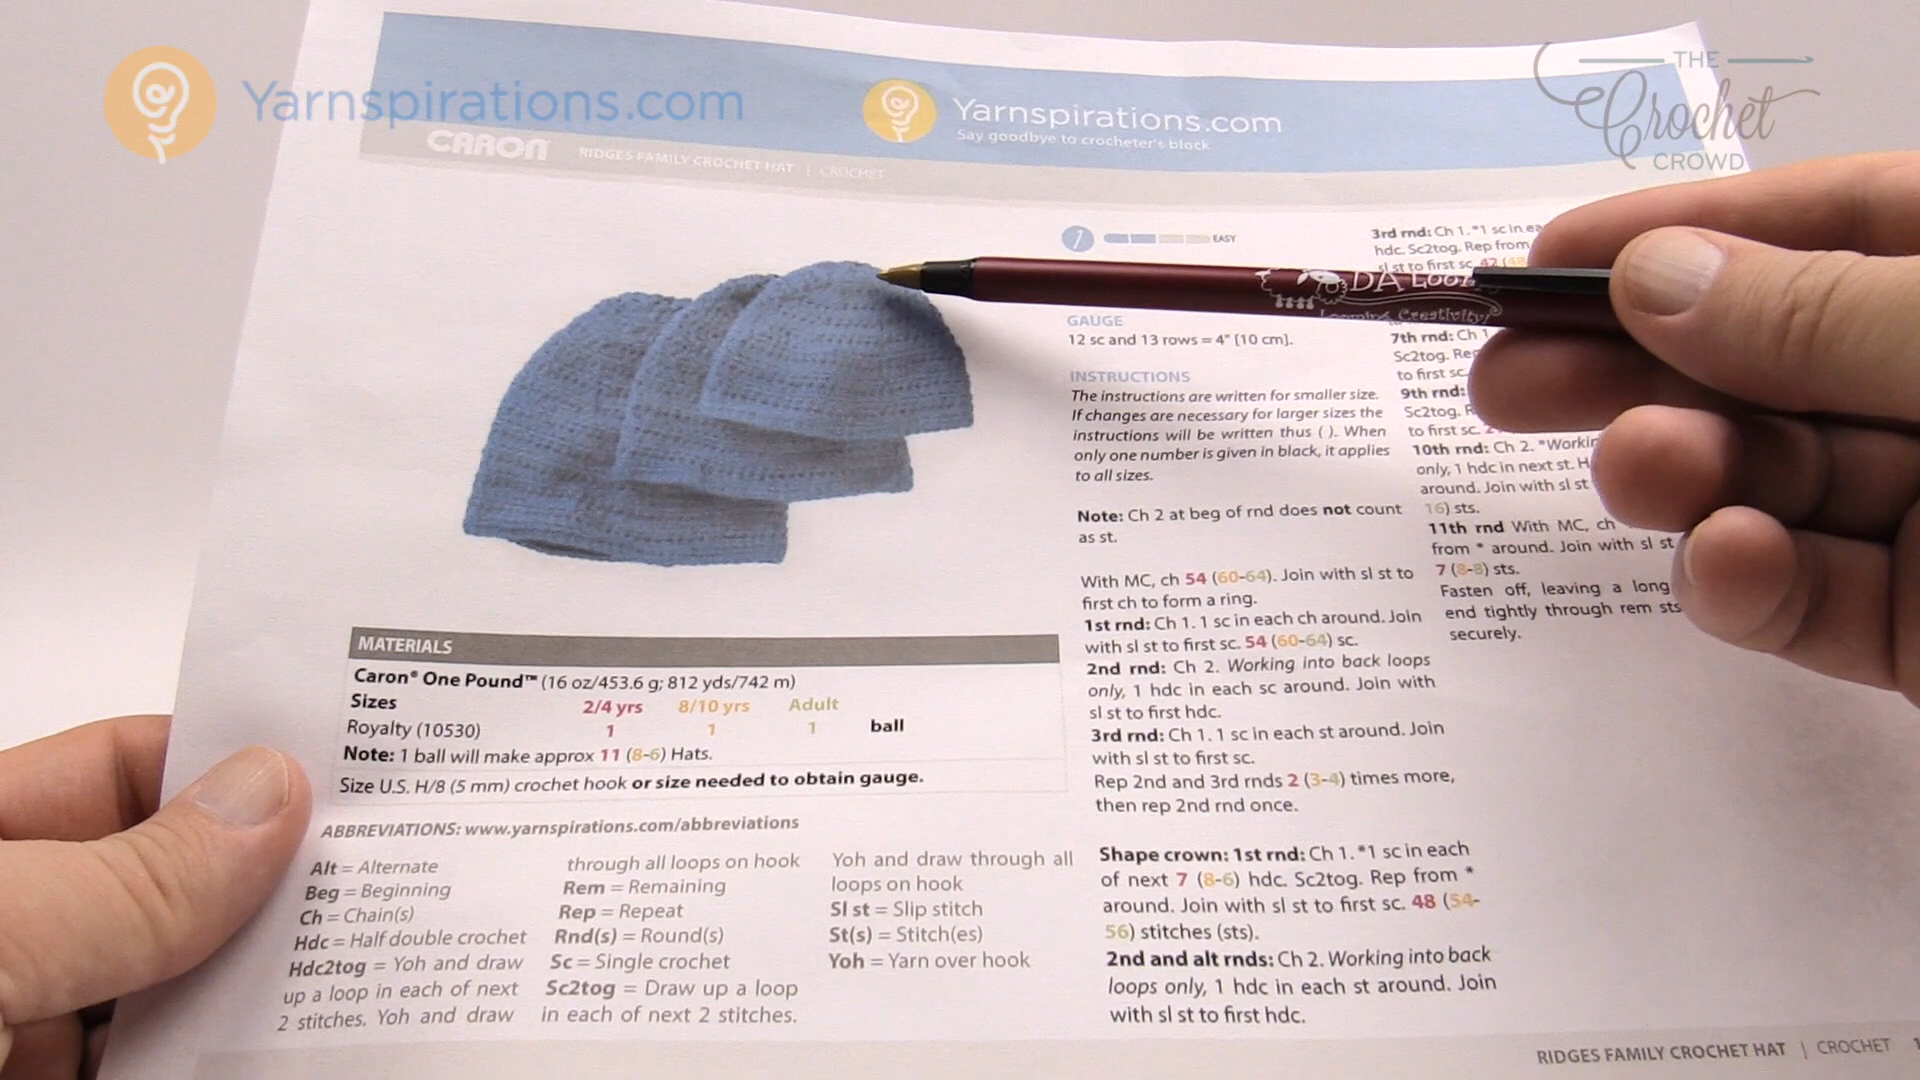 Yarnspirations.com
THE
Crochet
CROWD
Yarnspirations.com
Say goodbye to crocheter's block
CARON
RIDGES FAMILY CROCHET HAT | CROCHET
EASY
GAUGE
12 sc and 13 rows = 4" [10 cm].
INSTRUCTIONS
The instructions are written for smaller size.
If changes are necessary for larger sizes the
instructions will be written thus ( ). When
only one number is given in black, it applies
to all sizes.
Note: Ch 2 at beg of rnd does not count
as st.
With MC, ch 54 (60-64). Join with sl st to
first ch to form a ring.
1st rnd: Ch 1. 1 sc in each ch around. Join
with sl st to first sc. 54 (60-64) sc.
2nd rnd: Ch 2. Working into back loops
only, 1 hdc in each sc around. Join with
sl st to first hdc.
3rd rnd: Ch 1. 1 sc in each st around. Join
with sl st to first sc.
Rep 2nd and 3rd rnds 2 (3-4) times more,
then rep 2nd rnd once.
Shape crown: 1st rnd: Ch 1. *1 sc in each
of next 7 (8-6) hdc. Sc2tog. Rep from *
around. Join with sl st to first sc. 48 (54-
56) stitches (sts).
2nd and alt rnds: Ch 2. Working into back
loops only, 1 hdc in each st around. Join
with sl st to first hdc.
3rd rnd: Ch 1. *1 sc in
hdc. Sc2tog. Rep from
sl st to first sc. 42
7th rnd: Ch 1
Sc2tog.
to first sc.
9th rnd:
Sc2tog.
to first sc.
10th rnd: Ch 2.
only, 1 hdc in next st.
around. Join with sl st
16) sts.
11th rnd With MC, ch
from * around. Join with sl st
7 (8-8) sts.
Fasten off, leaving a long
end tightly through rem sts
securely.
Looming Creativity!
MATERIALS
Caron® One Pound™ (16 oz/453.6 g; 812 yds/742 m)
Sizes 2/4 yrs 8/10 yrs Adult
Royalty (10530) 1 1 1 ball
Note: 1 ball will make approx 11 (8-6) Hats.
Size U.S. H/8 (5 mm) crochet hook or size needed to obtain gauge.
ABBREVIATIONS: www.yarnspirations.com/abbreviations
Alt = Alternate
Beg = Beginning
Ch = Chain(s)
Hdc = Half double crochet
Hdc2tog = Yoh and draw
up a loop in each of next
2 stitches. Yoh and draw
through all loops on hook
Rem = Remaining
Rep = Repeat
Rnd(s) = Round(s)
Sc = Single crochet
Sc2tog = Draw up a loop
in each of next 2 stitches.
Yoh and draw through all
loops on hook
Sl st = Slip stitch
St(s) = Stitch(es)
Yoh = Yarn over hook
RIDGES FAMILY CROCHET HAT | CROCHET